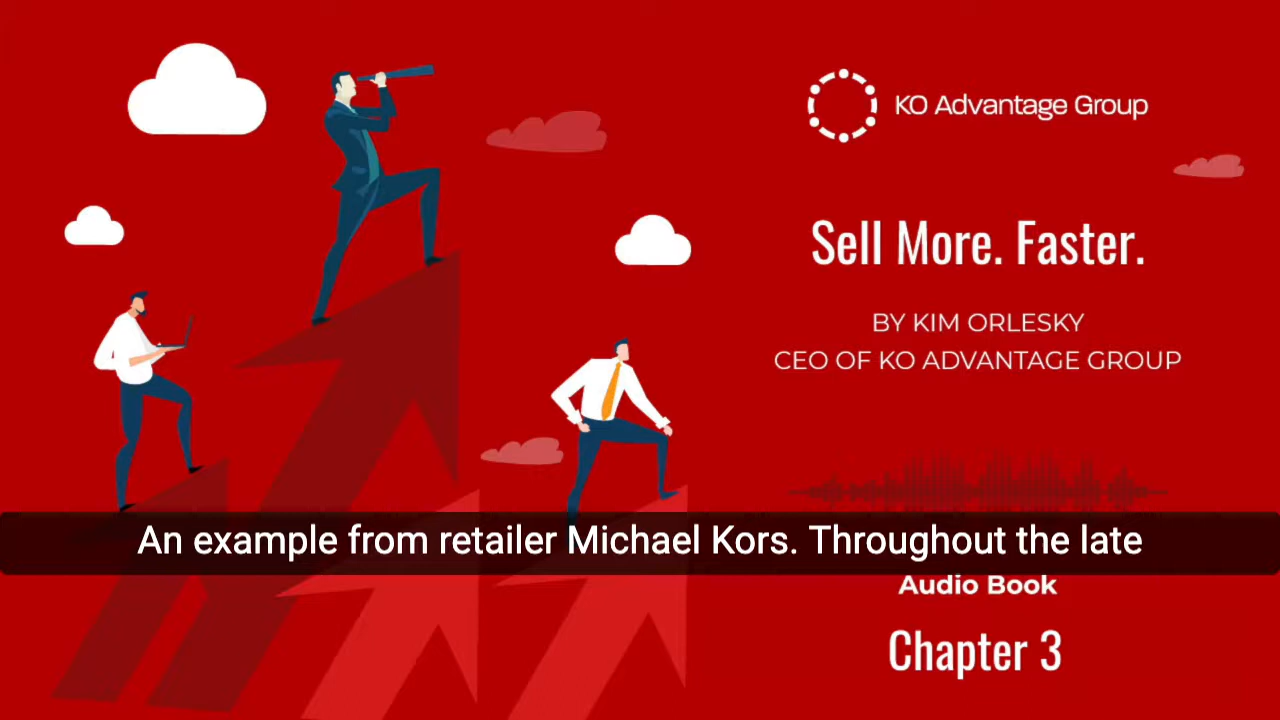 KO Advantage Group
Sell More. Faster.
BY KIM ORLESKY
CEO OF KO ADVANTAGE GROUP
An example from retailer Michael Kors. Throughout the late
Audio Book
Chapter 3